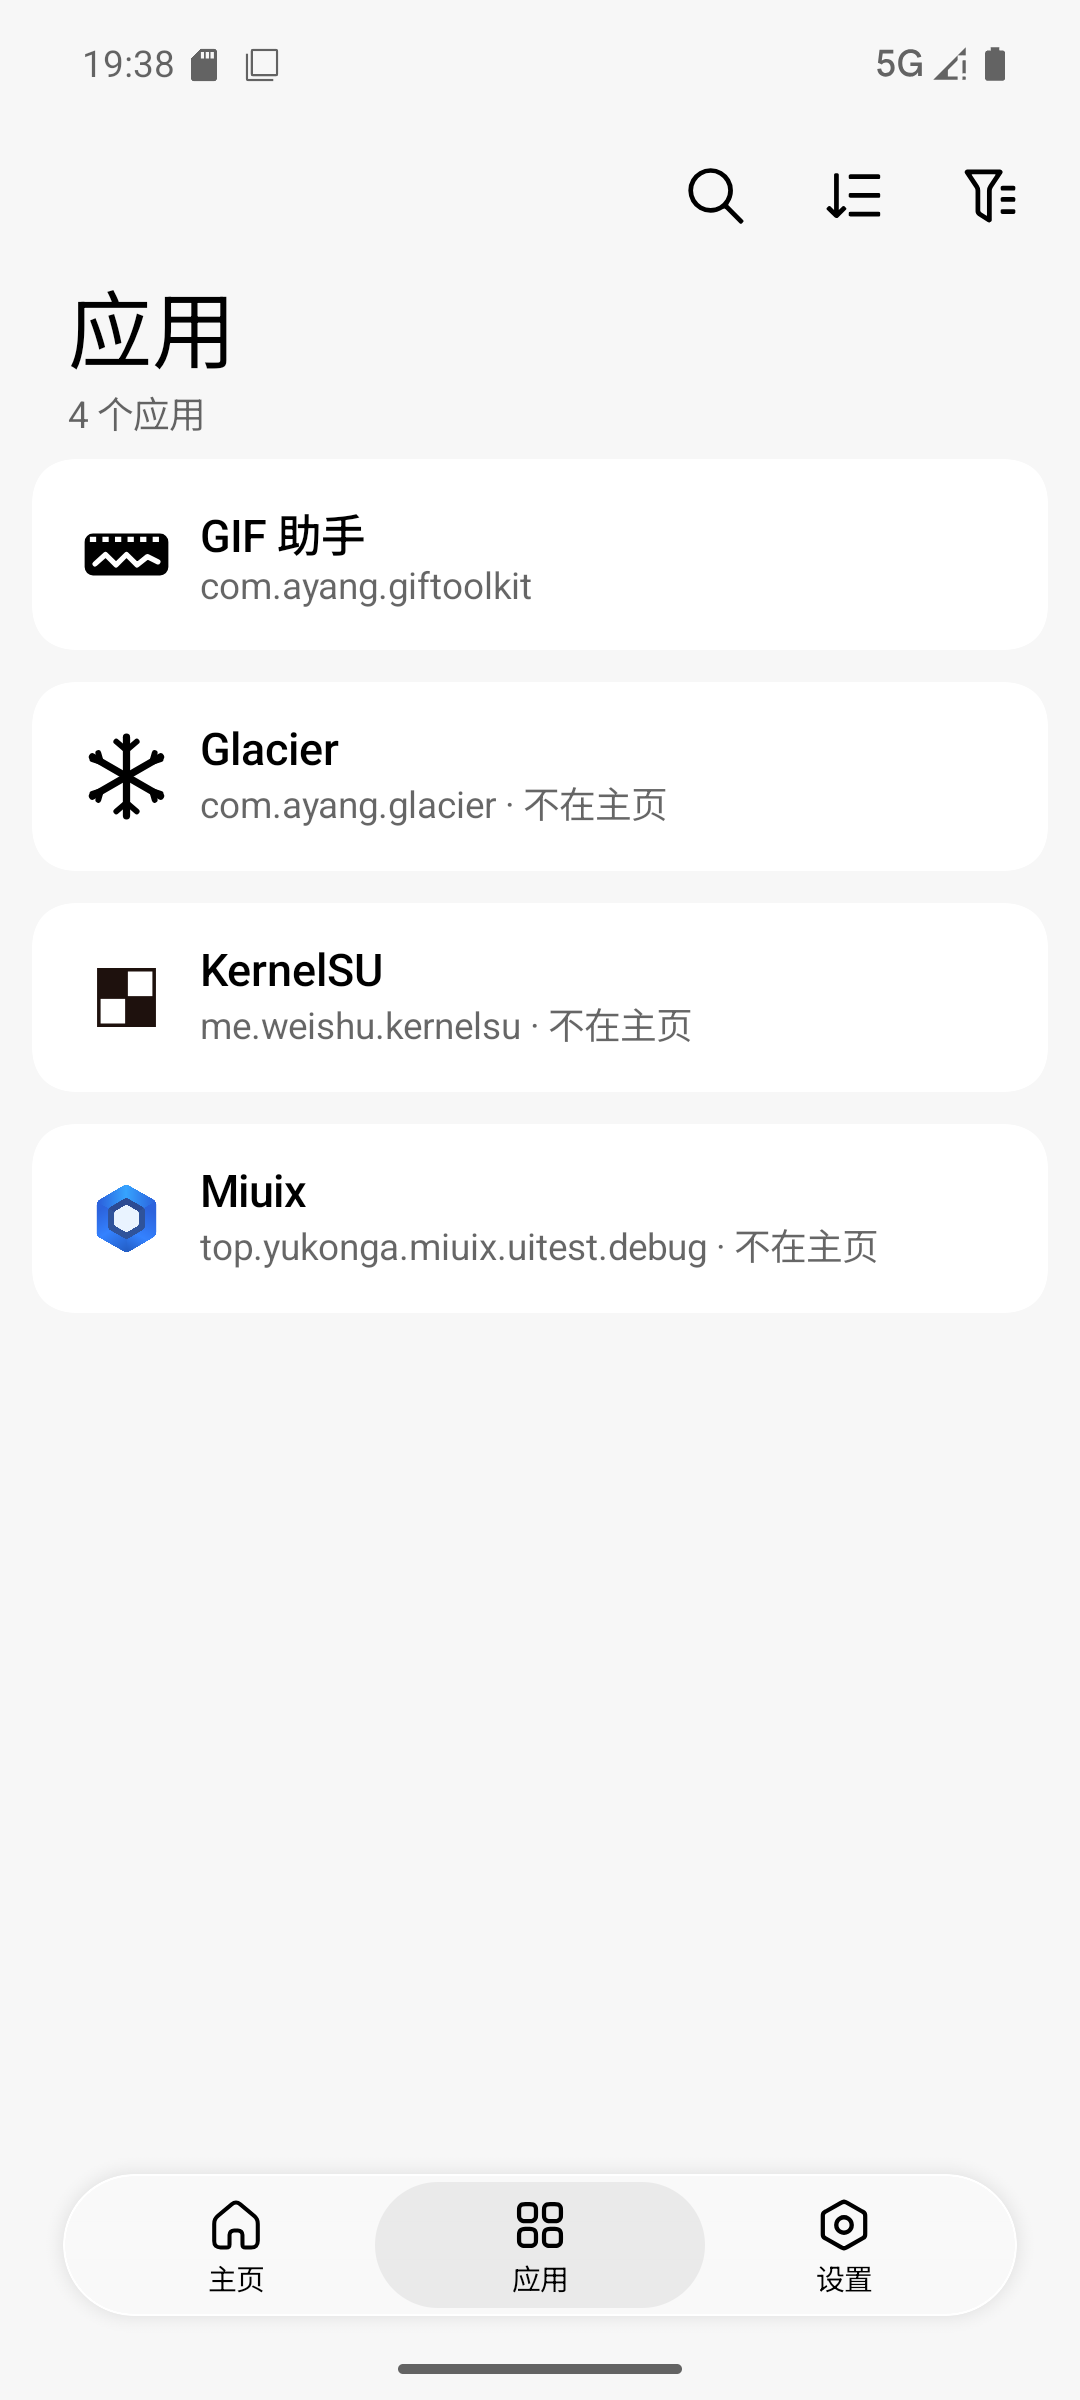 19:38
5G
应用
4 个应用
GIF 助手
com.ayang.giftoolkit
Glacier
com.ayang.glacier · 不在主页
KernelSU
me.weishu.kernelsu · 不在主页
Miuix
top.yukonga.miuix.uitest.debug · 不在主页
主页
应用
设置